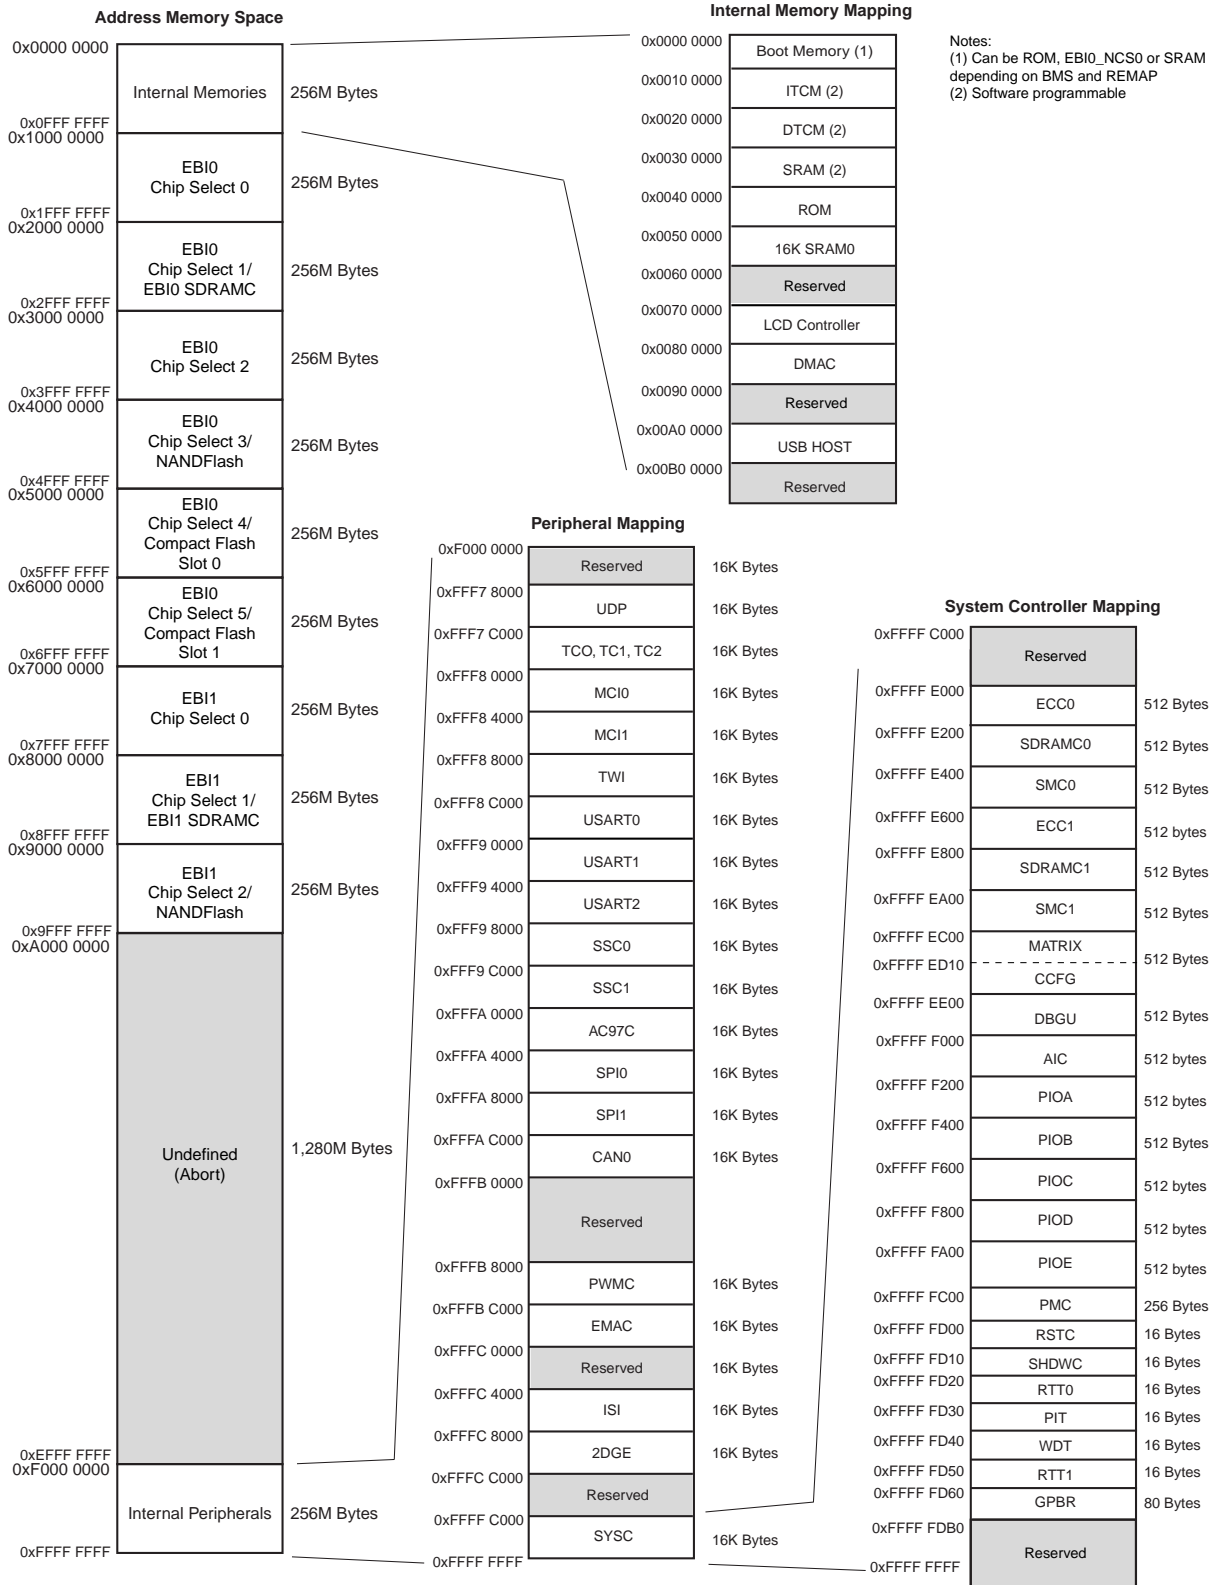 Address Memory Space
0x0000 0000
Internal Memories
256M Bytes
0x0FFF FFFF
0x1000 0000
EBI0
Chip Select 0
256M Bytes
0x1FFF FFFF
0x2000 0000
EBI0
Chip Select 1/
EBI0 SDRAMC
256M Bytes
0x2FFF FFFF
0x3000 0000
EBI0
Chip Select 2
256M Bytes
0x3FFF FFFF
0x4000 0000
EBI0
Chip Select 3/
NANDFlash
256M Bytes
0x4FFF FFFF
0x5000 0000
EBI0
Chip Select 4/
Compact Flash
Slot 0
256M Bytes
0x5FFF FFFF
0x6000 0000
EBI0
Chip Select 5/
Compact Flash
Slot 1
256M Bytes
0x6FFF FFFF
0x7000 0000
EBI1
Chip Select 0
256M Bytes
0x7FFF FFFF
0x8000 0000
EBI1
Chip Select 1/
EBI1 SDRAMC
256M Bytes
0x8FFF FFFF
0x9000 0000
EBI1
Chip Select 2/
NANDFlash
256M Bytes
0x9FFF FFFF
0xA000 0000
Undefined
(Abort)
1,280M Bytes
0xEFFF FFFF
0xF000 0000
Internal Peripherals
256M Bytes
0xFFFF FFFF
Internal Memory Mapping
0x0000 0000
Boot Memory (1)
0x0010 0000
ITCM (2)
0x0020 0000
DTCM (2)
0x0030 0000
SRAM (2)
0x0040 0000
ROM
0x0050 0000
16K SRAM0
0x0060 0000
Reserved
0x0070 0000
LCD Controller
0x0080 0000
DMAC
0x0090 0000
Reserved
0x00A0 0000
USB HOST
0x00B0 0000
Reserved
Notes:
(1) Can be ROM, EBI0_NCS0 or SRAM
depending on BMS and REMAP
(2) Software programmable
Peripheral Mapping
0xF000 0000
Reserved
16K Bytes
0xFFF7 8000
UDP
16K Bytes
0xFFF7 C000
TCO, TC1, TC2
16K Bytes
0xFFF8 0000
MCI0
16K Bytes
0xFFF8 4000
MCI1
16K Bytes
0xFFF8 8000
TWI
16K Bytes
0xFFF8 C000
USART0
16K Bytes
0xFFF9 0000
USART1
16K Bytes
0xFFF9 4000
USART2
16K Bytes
0xFFF9 8000
SSC0
16K Bytes
0xFFF9 C000
SSC1
16K Bytes
0xFFFA 0000
AC97C
16K Bytes
0xFFFA 4000
SPI0
16K Bytes
0xFFFA 8000
SPI1
16K Bytes
0xFFFA C000
CAN0
16K Bytes
0xFFFB 0000
Reserved
0xFFFB 8000
PWMC
16K Bytes
0xFFFB C000
EMAC
16K Bytes
0xFFFC 0000
Reserved
16K Bytes
0xFFFC 4000
ISI
16K Bytes
0xFFFC 8000
2DGE
16K Bytes
0xFFFC C000
Reserved
0xFFFF C000
SYSC
16K Bytes
0xFFFF FFFF
System Controller Mapping
0xFFFF C000
Reserved
0xFFFF E000
ECC0
512 Bytes
0xFFFF E200
SDRAMC0
512 Bytes
0xFFFF E400
SMC0
512 Bytes
0xFFFF E600
ECC1
512 bytes
0xFFFF E800
SDRAMC1
512 Bytes
0xFFFF EA00
SMC1
512 Bytes
0xFFFF EC00
MATRIX
512 Bytes
0xFFFF ED10
CCFG
0xFFFF EE00
DBGU
512 Bytes
0xFFFF F000
AIC
512 bytes
0xFFFF F200
PIOA
512 bytes
0xFFFF F400
PIOB
512 Bytes
0xFFFF F600
PIOC
512 bytes
0xFFFF F800
PIOD
512 bytes
0xFFFF FA00
PIOE
512 bytes
0xFFFF FC00
PMC
256 Bytes
0xFFFF FD00
RSTC
16 Bytes
0xFFFF FD10
SHDWC
16 Bytes
0xFFFF FD20
RTT0
16 Bytes
0xFFFF FD30
PIT
16 Bytes
0xFFFF FD40
WDT
16 Bytes
0xFFFF FD50
RTT1
16 Bytes
0xFFFF FD60
GPBR
80 Bytes
0xFFFF FDB0
Reserved
0xFFFF FFFF